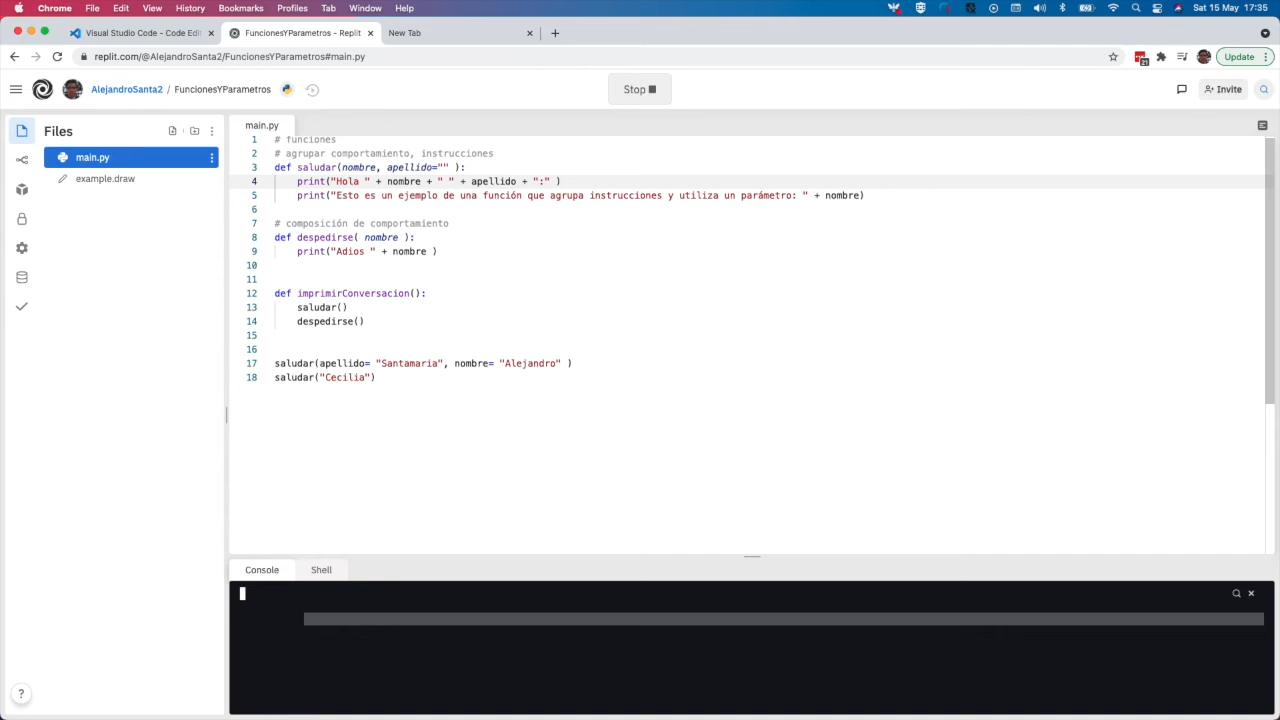 Chrome File Edit View History Bookmarks Profiles Tab Window Help Sat 15 May 17:35
Visual Studio Code - Code Edi FuncionesYParametros - Replit New Tab
replit.com/@AlejandroSanta2/FuncionesYParametros#main.py 21 Update
AlejandroSanta2 / FuncionesYParametros Stop Invite
Files
main.py
example.draw
main.py
1 # funciones
2 # agrupar comportamiento, instrucciones
3 def saludar(nombre, apellido="" ):
4 print("Hola " + nombre + " " + apellido + ":" )
5 print("Esto es un ejemplo de una función que agrupa instrucciones y utiliza un parámetro: " + nombre)
6
7 # composición de comportamiento
8 def despedirse( nombre ):
9 print("Adios " + nombre )
10
11
12 def imprimirConversacion():
13 saludar()
14 despedirse()
15
16
17 saludar(apellido= "Santamaria", nombre= "Alejandro" )
18 saludar("Cecilia")
Console Shell
?